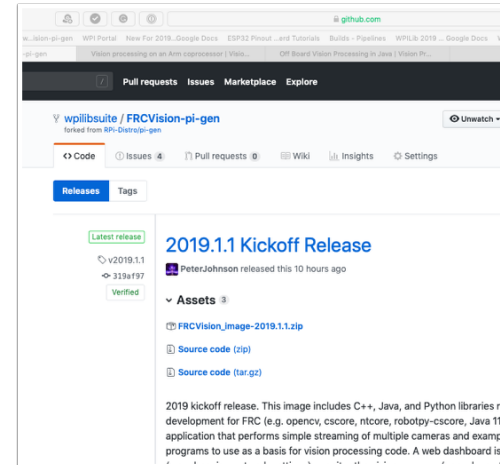 github.com
w...ision-pi-gen WPI Portal New For 2019...Google Docs ESP32 Pinout ...ard Tutorials Builds - Pipelines WPILib 2019 ... Google Docs
-pi-gen Vision processing on an Arm coprocessor | Visio... Off Board Vision Processing in Java | Vision Pr...
/ Pull requests Issues Marketplace Explore
wpilibsuite / FRCVision-pi-gen Unwatch
forked from RPi-Distro/pi-gen
Code Issues 4 Pull requests 0 Wiki Insights Settings
Releases Tags
Latest release
2019.1.1 Kickoff Release
v2019.1.1
319af97
Verified
PeterJohnson released this 10 hours ago
Assets 3
FRCVision_image-2019.1.1.zip
Source code (zip)
Source code (tar.gz)
2019 kickoff release. This image includes C++, Java, and Python libraries
development for FRC (e.g. opencv, cscore, ntcore, robotpy-cscore, Java 11
application that performs simple streaming of multiple cameras and examp
programs to use as a basis for vision processing code. A web dashboard is